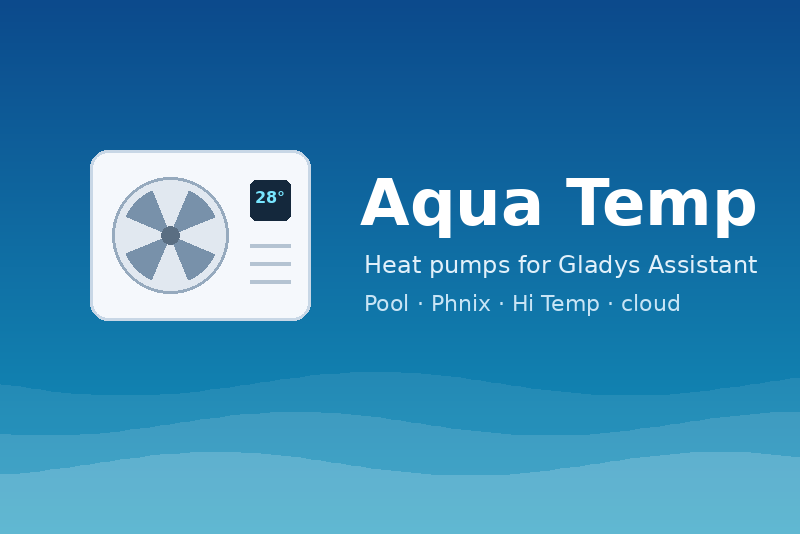 28°
Aqua Temp
Heat pumps for Gladys Assistant
Pool · Phnix · Hi Temp · cloud